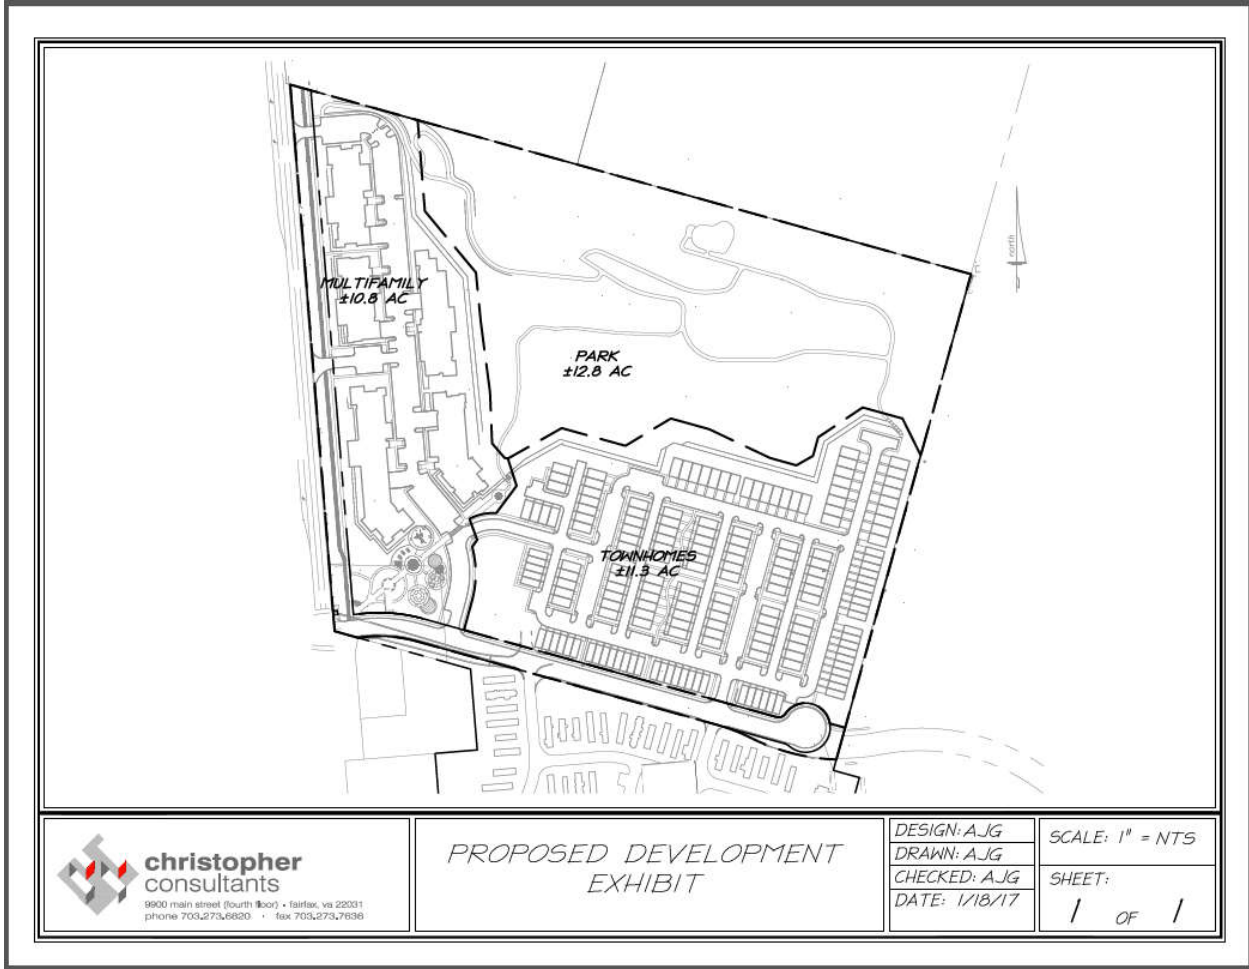 north
MULTIFAMILY
±10.8 AC
PARK
±12.8 AC
TOWNHOMES
±11.3 AC
christopher
consultants
9900 main street (fourth floor) • fairfax, va 22031
phone 703.273.6820 · fax 703.273.7636
PROPOSED DEVELOPMENT
EXHIBIT
DESIGN: AJG
DRAWN: AJG
CHECKED: AJG
DATE: 1/18/17
SCALE: 1" = NTS
SHEET:
1 OF 1